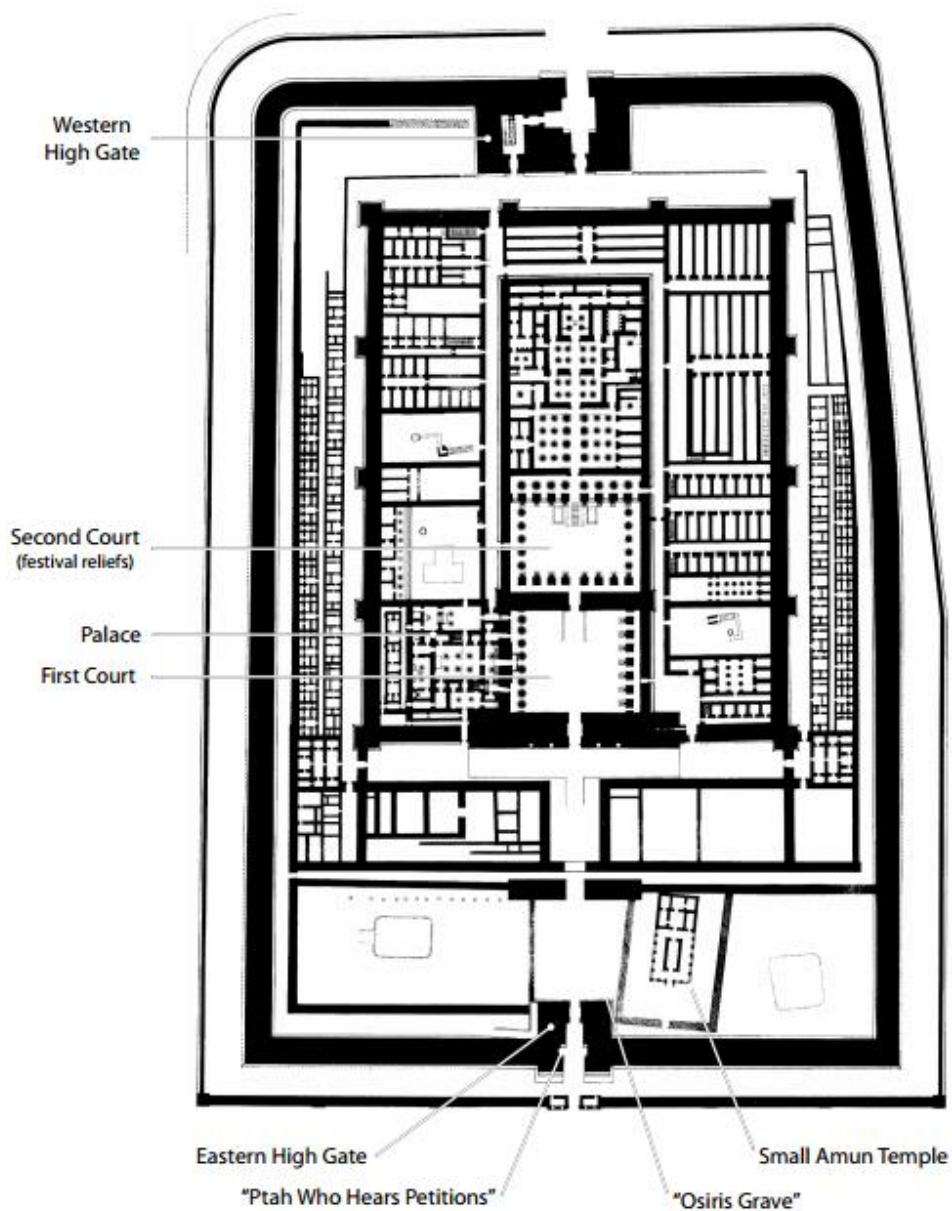 Western
High Gate
Second Court
(festival reliefs)
Palace
First Court
Eastern High Gate
Small Amun Temple
“Ptah Who Hears Petitions”
“Osiris Grave”